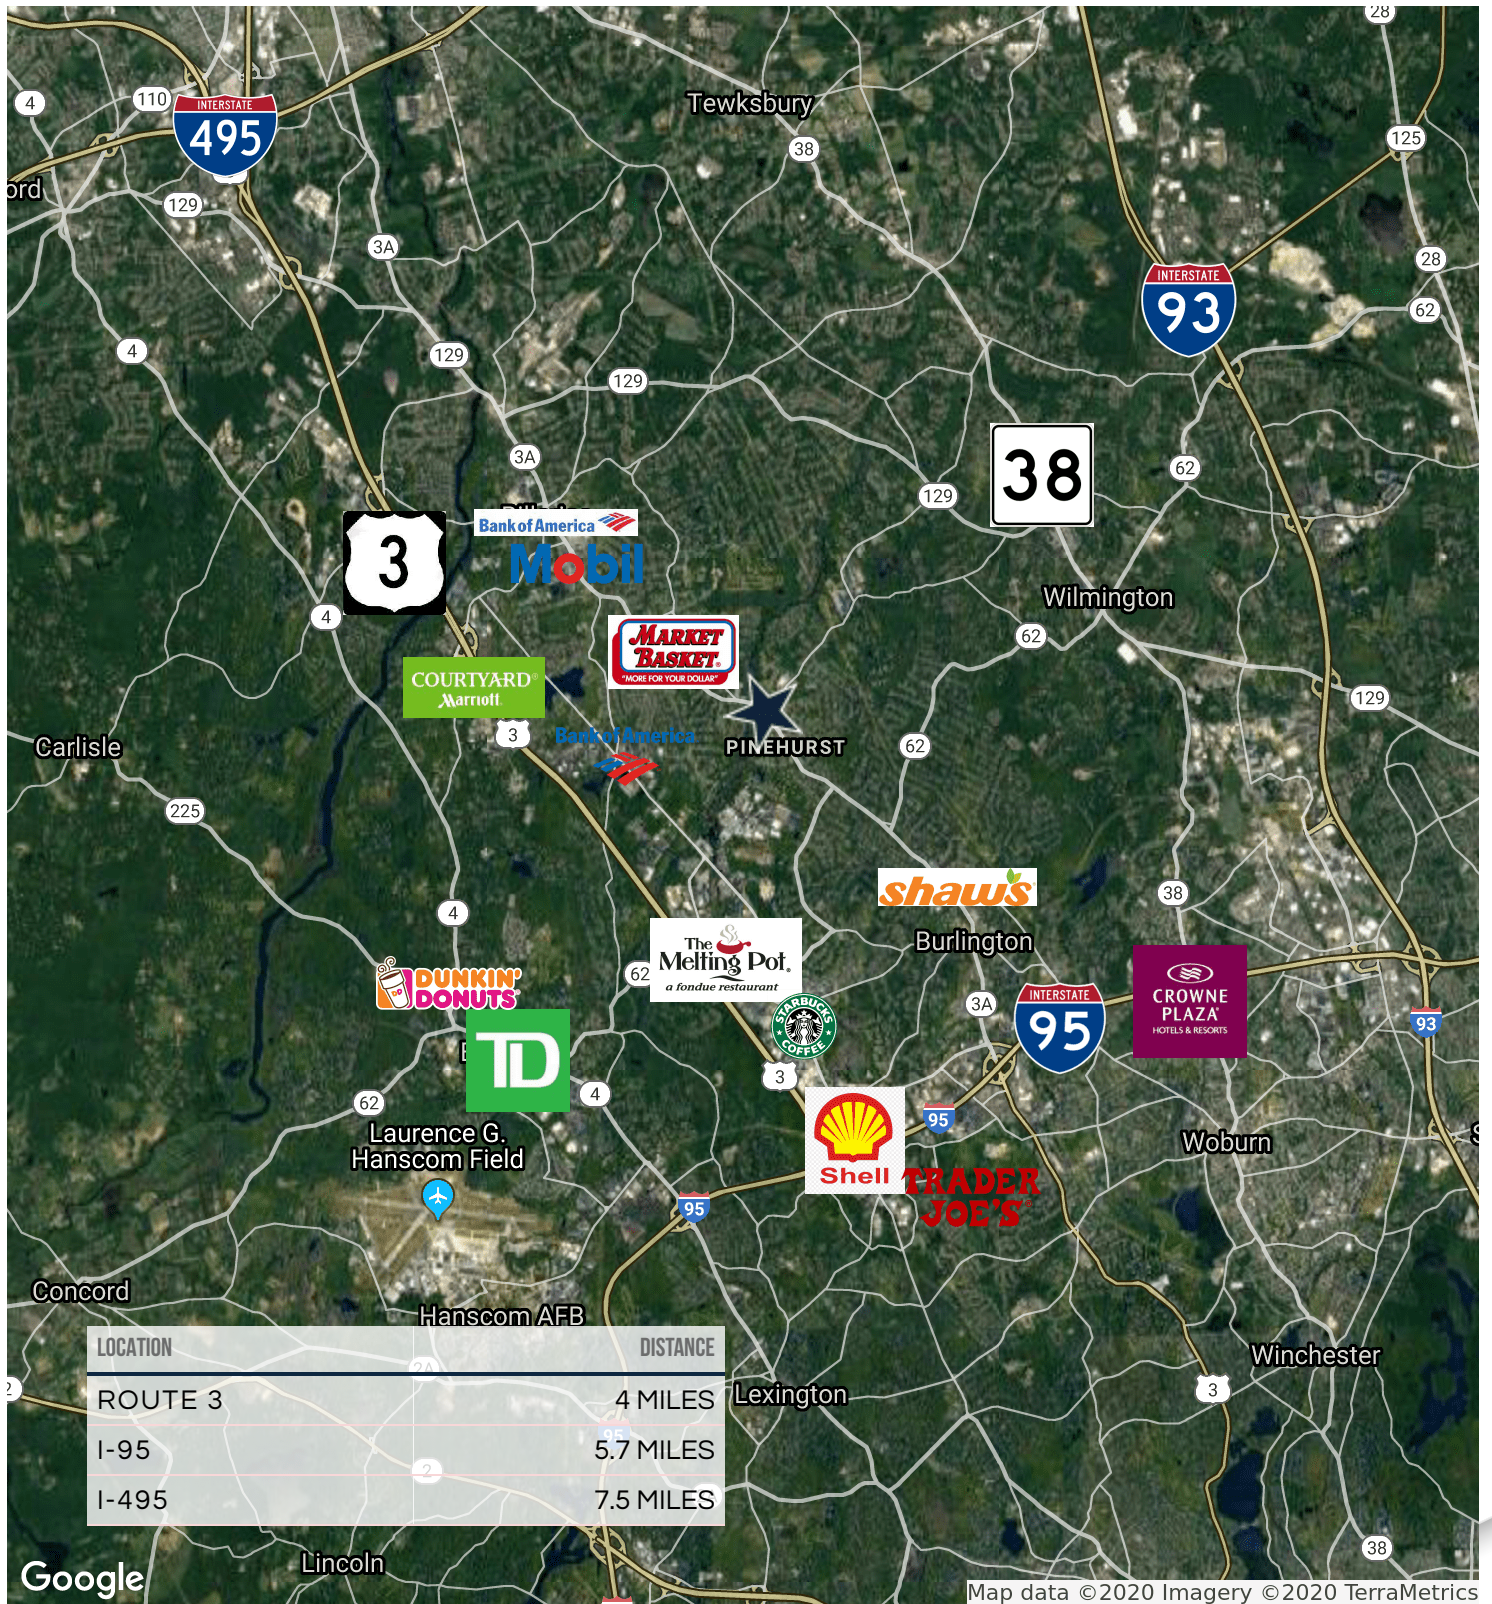 28
Tewksbury
4
110
INTERSTATE
495
38
125
129
3A
28
INTERSTATE
93
62
4
129
129
3A
62
129
38
Bank of America
Mobil
3
4
Wilmington
62
MARKET
BASKET
"MORE FOR YOUR DOLLAR"
COURTYARD
Marriott
129
3
Bank of America
PINEHURST
62
Carlisle
225
shaw's
38
4
Burlington
The
Melting Pot
a fondue restaurant
62
DUNKIN'
DONUTS
DD
CROWNE
PLAZA
HOTELS & RESORTS
3A
INTERSTATE
95
STARBUCKS
COFFEE
93
TD
3
4
62
Shell
95
Laurence G.
Hanscom Field
Woburn
TRADER
JOE'S
95
Concord
Hanscom AFB
LOCATION DISTANCE
2A
ROUTE 3 4 MILES
95
I-95 5.7 MILES
2
I-495 7.5 MILES
Winchester
3
Lexington
38
Lincoln
Google
Map data ©2020 Imagery ©2020 TerraMetrics